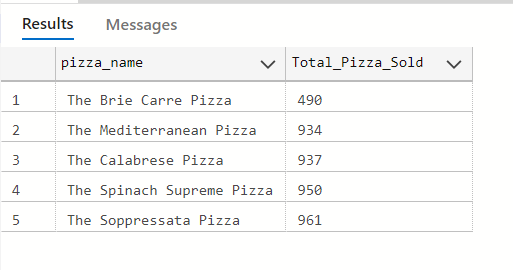 Results Messages
pizza_name Total_Pizza_Sold
1 The Brie Carre Pizza 490
2 The Mediterranean Pizza 934
3 The Calabrese Pizza 937
4 The Spinach Supreme Pizza 950
5 The Soppressata Pizza 961